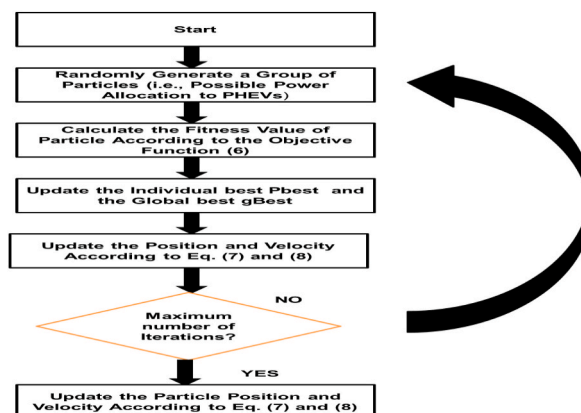 Start
Randomly Generate a Group of
Particles (i.e., Possible Power
Allocation to PHEVs)
Calculate the Fitness Value of
Particle According to the Objective
Function (6)
Update the Individual best Pbest and
the Global best gBest
Update the Position and Velocity
According to Eq. (7) and (8)
NO
Maximum
number of
Iterations?
YES
Update the Particle Position and
Velocity According to Eq. (7) and (8)